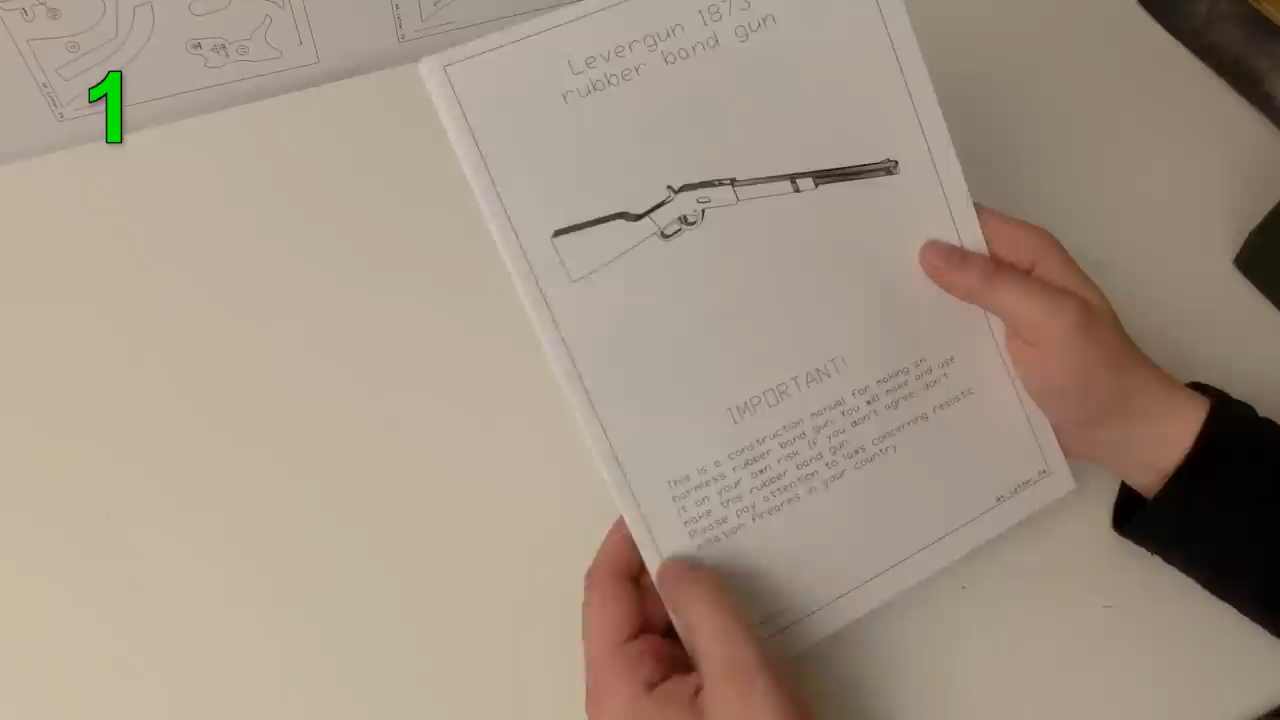 1
Levergun 1873
rubber band gun
IMPORTANT!
This is a construction manual for making an
harmless rubber band gun. You will make and use
it on your own risk. If you don't agree, don't
make this rubber band gun.
Please pay attention to laws concerning realistic
imitation firearms in your country
A4_Letter_P4